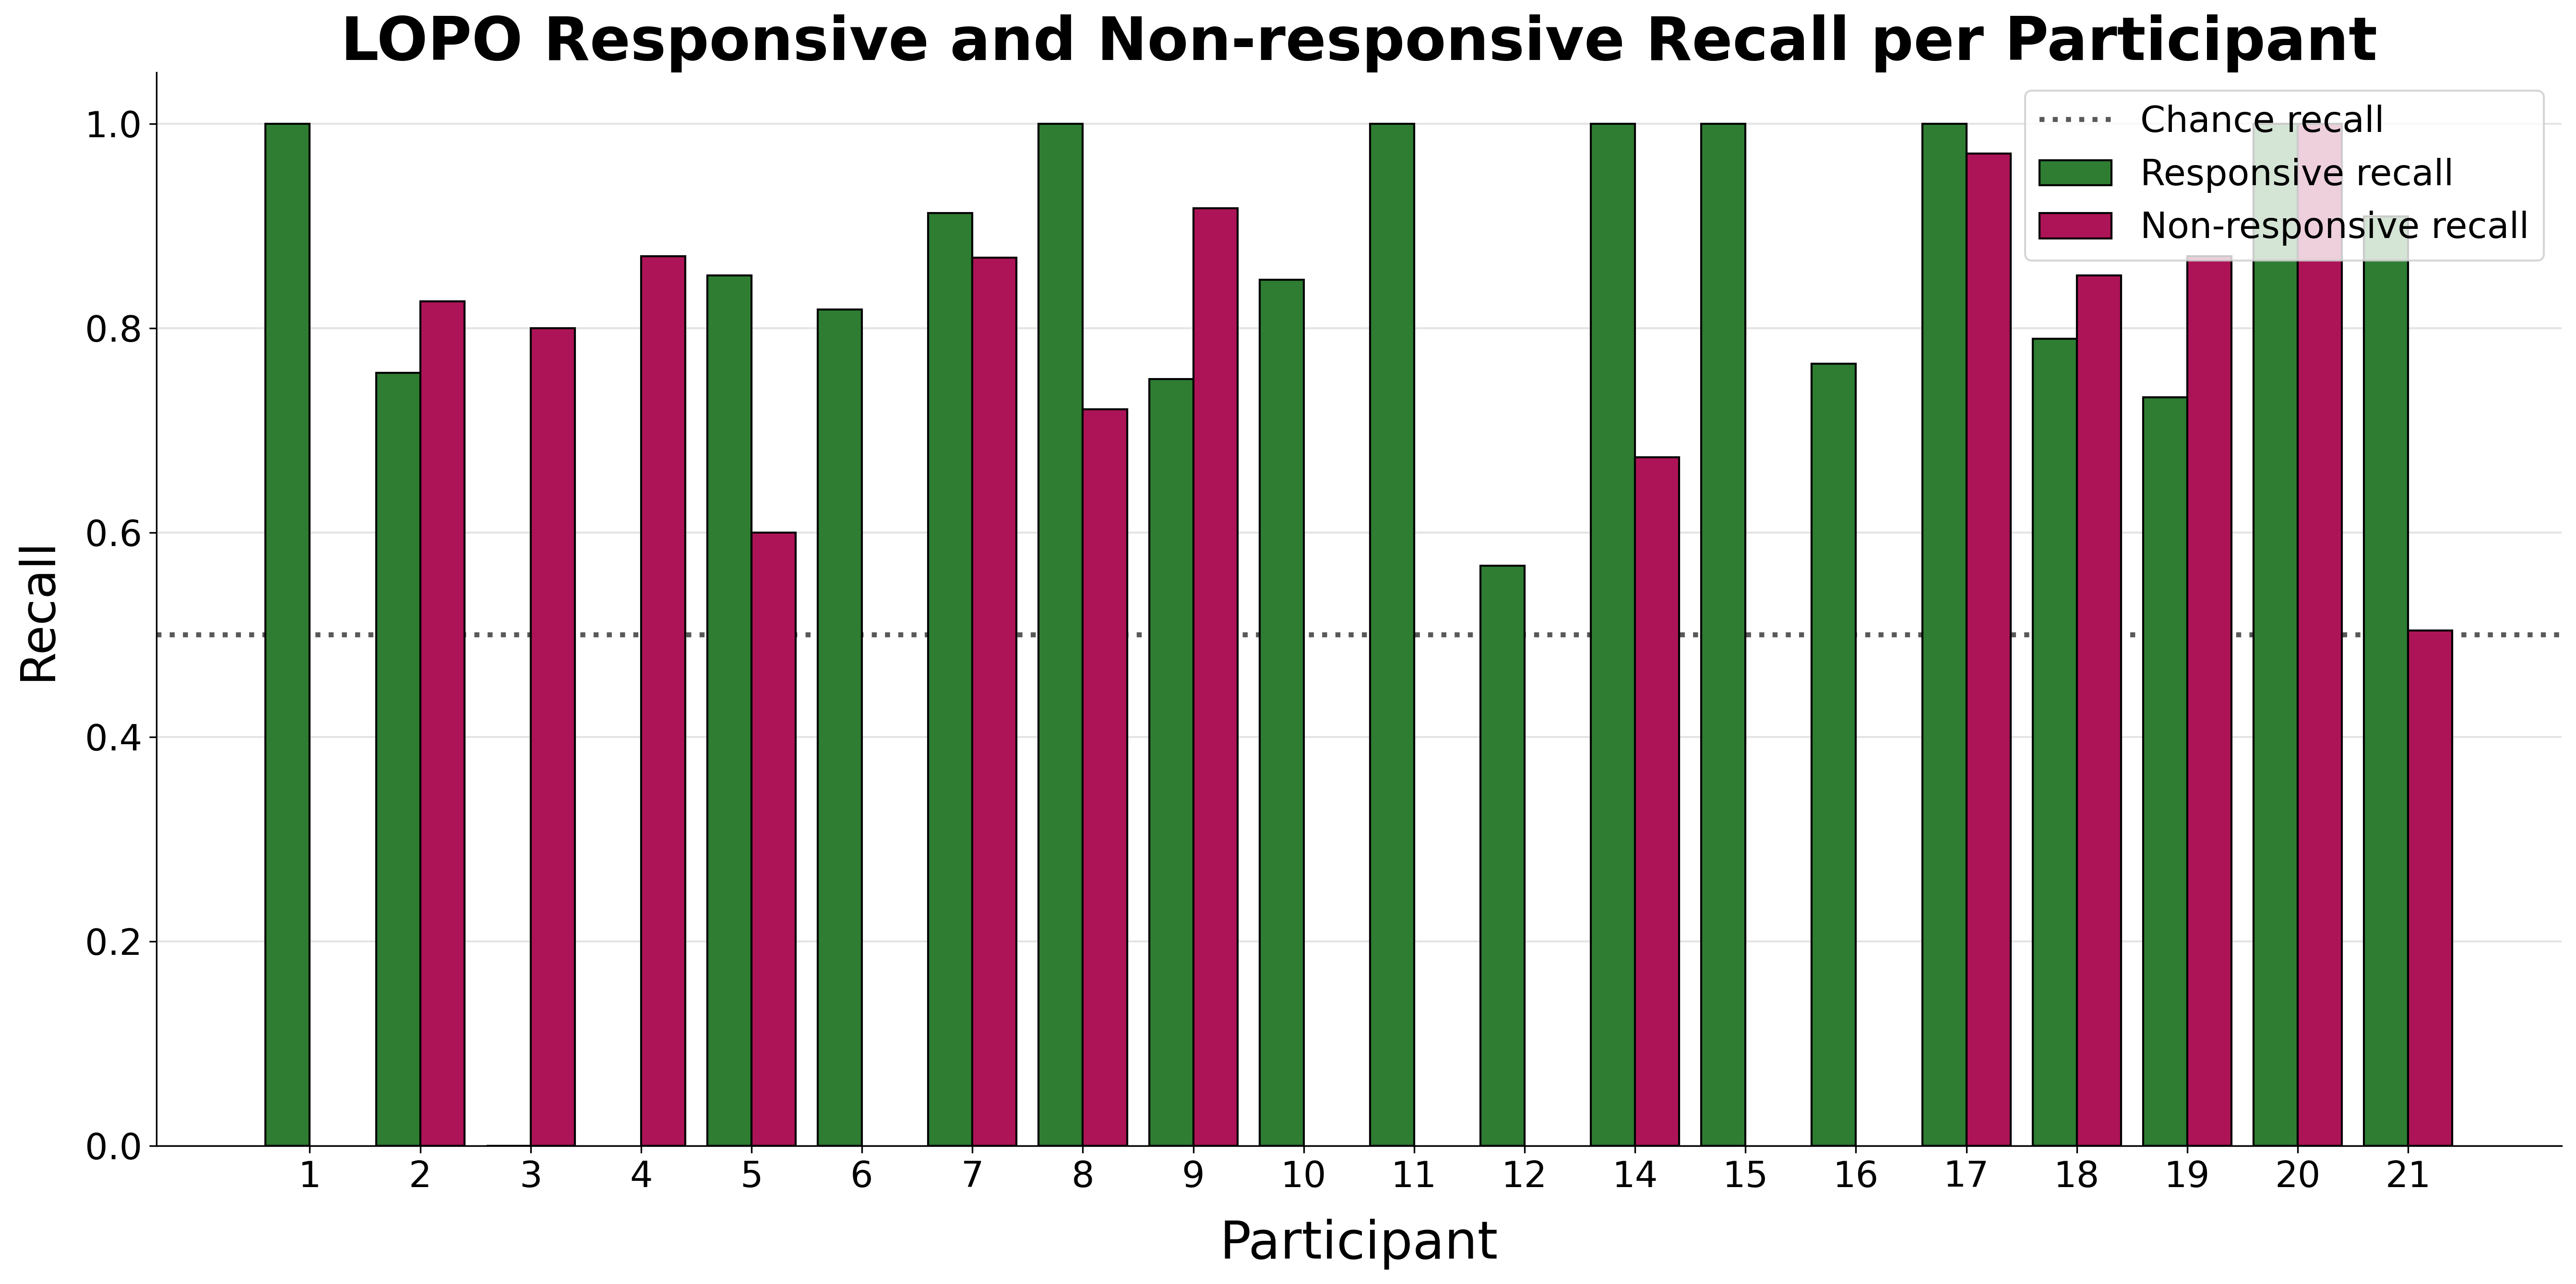 LOPO Responsive and Non-responsive Recall per Participant
Chance recall
Responsive recall
Non-responsive recall
1.0
0.8
0.6
0.4
0.2
0.0
Recall
1 2 3 4 5 6 7 8 9 10 11 12 14 15 16 17 18 19 20 21
Participant